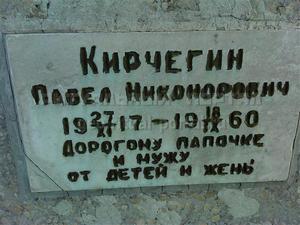 КИРЧЕГИН
ПАВЕЛ НИКОНОРОВИЧ
19 27/XI 17 – 19 18/IX 60
ДОРОГОМУ ПАПОЧКЕ
И МУЖУ
ОТ ДЕТЕЙ И ЖЕНЬ,